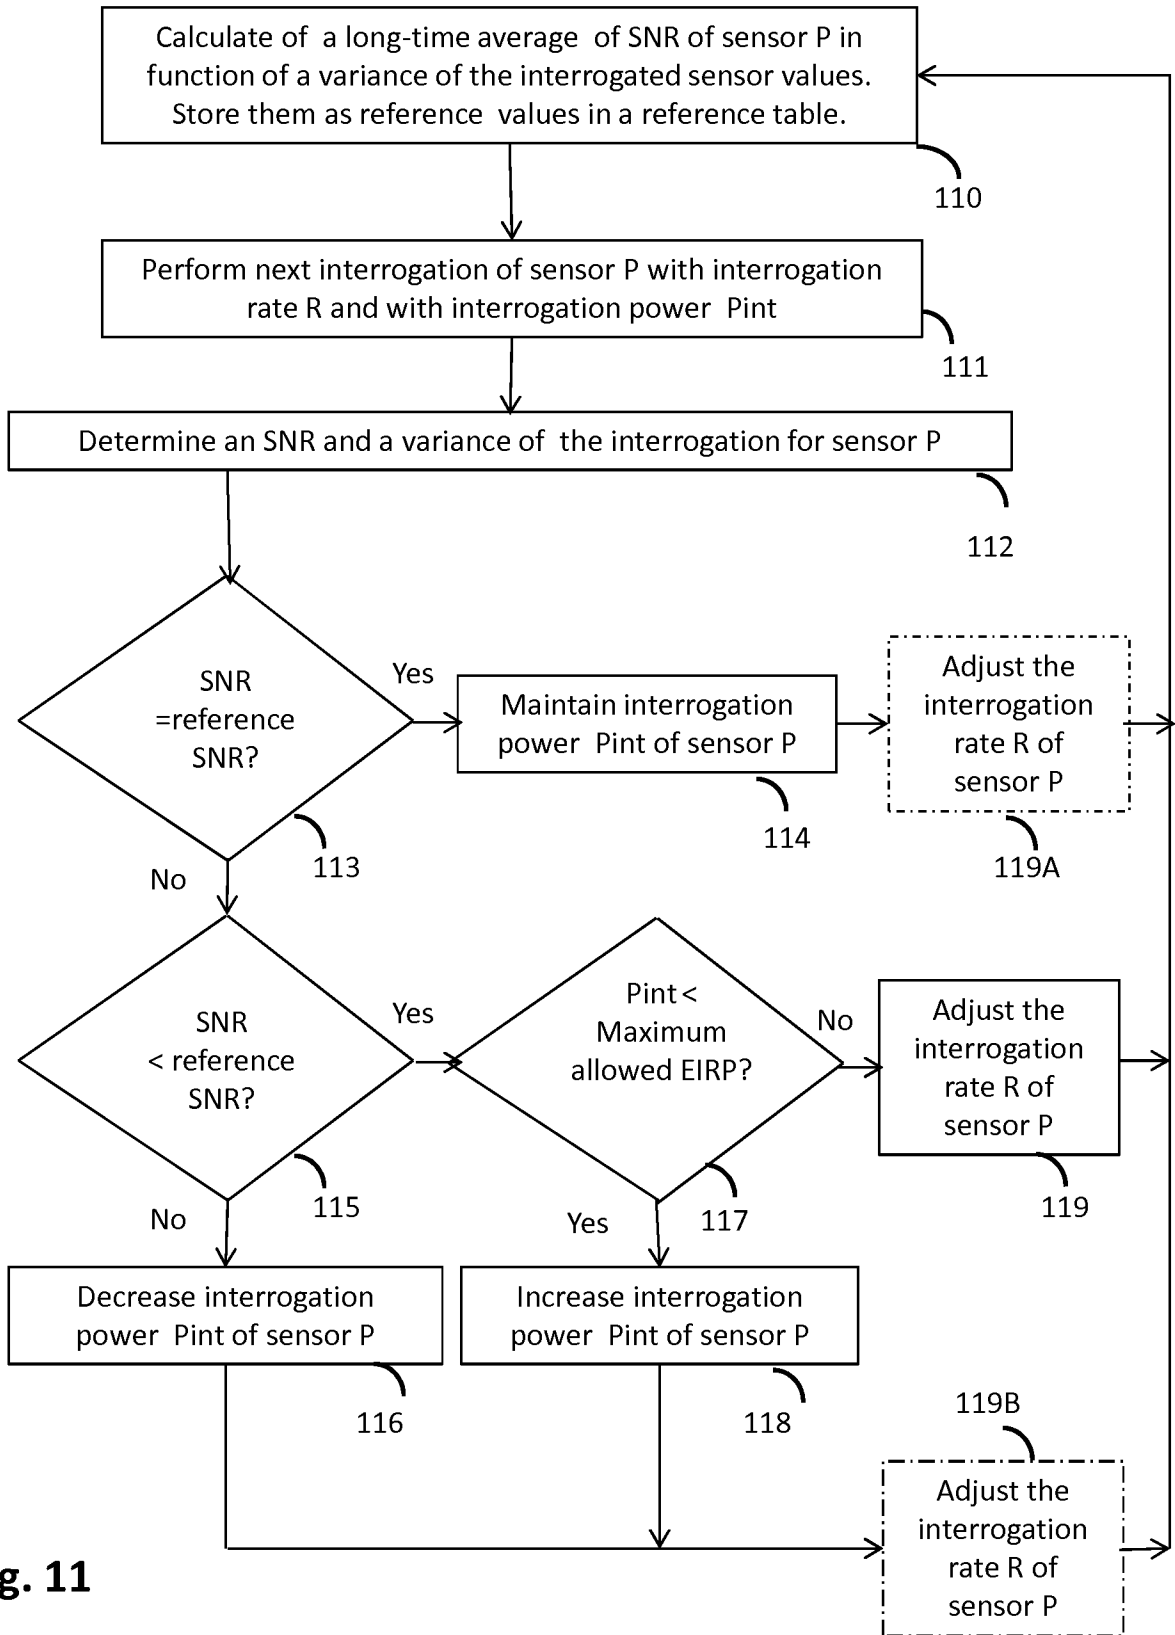 Calculate of a long-time average of SNR of sensor P in
function of a variance of the interrogated sensor values.
Store them as reference values in a reference table.
110
Perform next interrogation of sensor P with interrogation
rate R and with interrogation power Pint
111
Determine an SNR and a variance of the interrogation for sensor P
112
SNR
=reference
SNR?
113
Yes
No
Maintain interrogation
power Pint of sensor P
114
Adjust the
interrogation
rate R of
sensor P
119A
SNR
< reference
SNR?
115
Yes
No
Pint <
Maximum
allowed EIRP?
117
No
Yes
Adjust the
interrogation
rate R of
sensor P
119
Decrease interrogation
power Pint of sensor P
116
Increase interrogation
power Pint of sensor P
118
119B
Adjust the
interrogation
rate R of
sensor P
g. 11